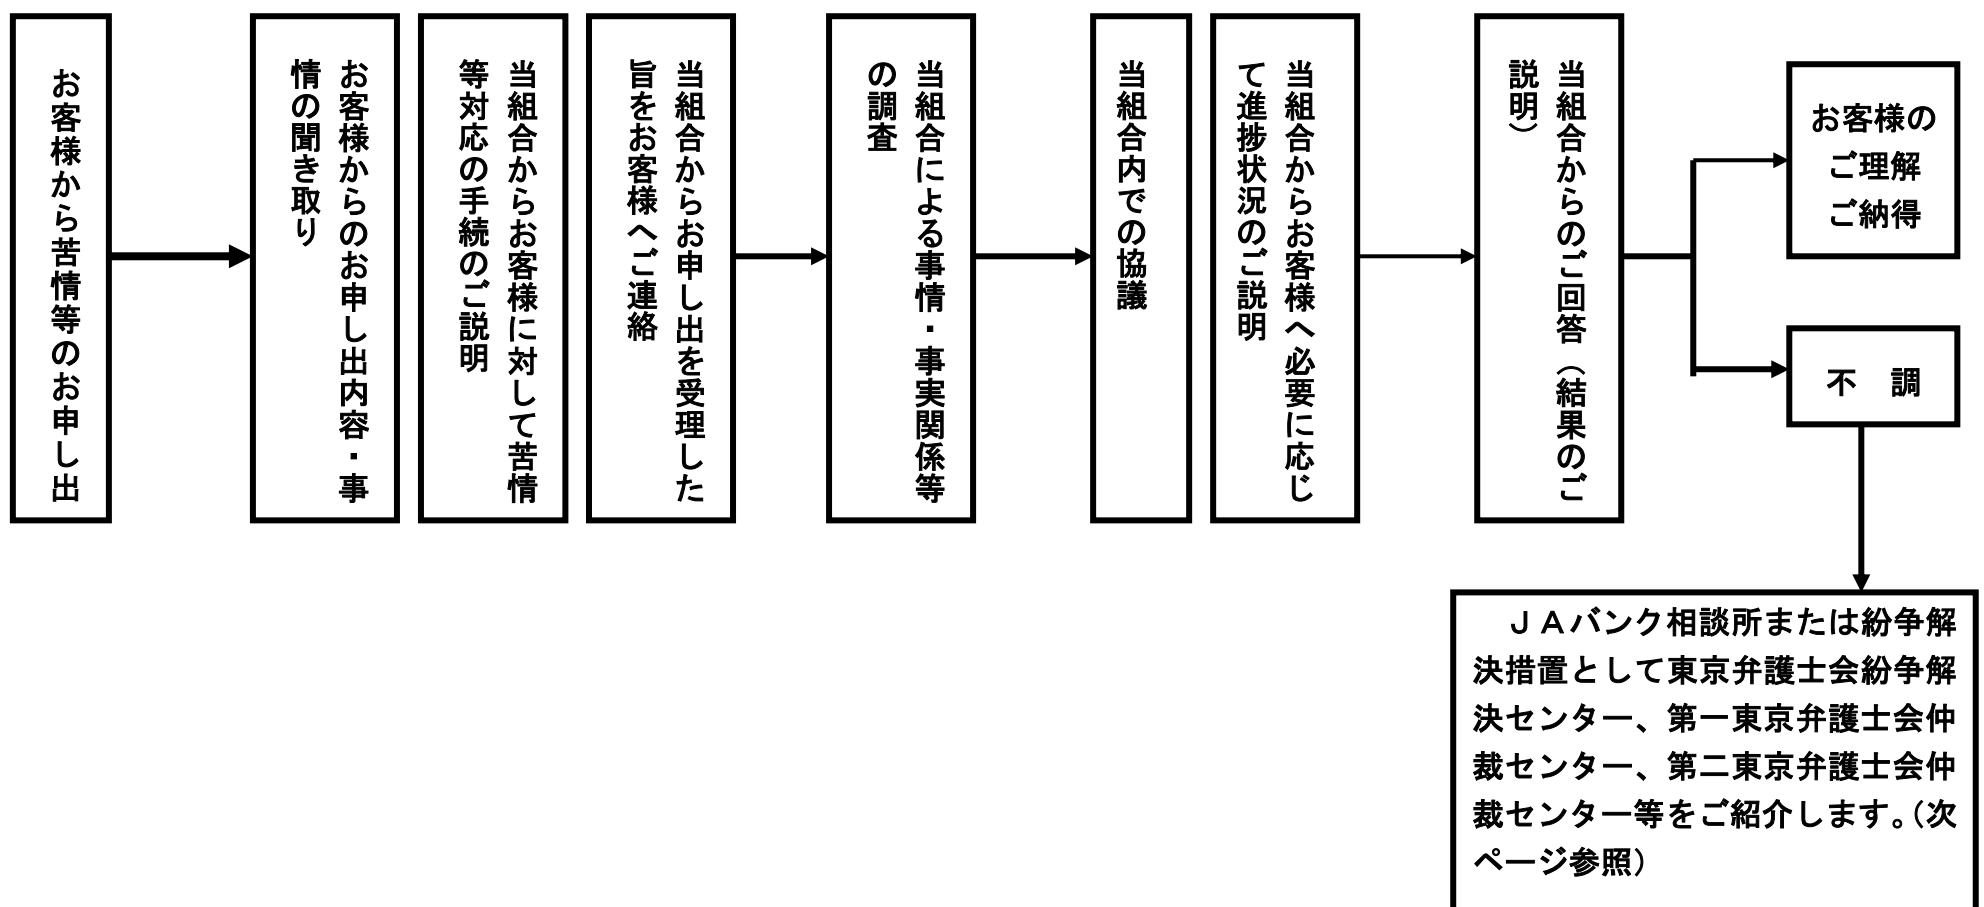 お客様から苦情等のお申し出
お客様からのお申し出内容・事
情の聞き取り
当組合からお客様に対して苦情
等対応の手続のご説明
当組合からお申し出を受理した
旨をお客様へご連絡
当組合による事情・事実関係等
の調査
当組合内での協議
当組合からお客様へ必要に応じ
て進捗状況のご説明
当組合からのご回答（結果のご
説明）
お客様の
ご理解
ご納得
不　調
ＪＡバンク相談所または紛争解
決措置として東京弁護士会紛争解
決センター、第一東京弁護士会仲
裁センター、第二東京弁護士会仲
裁センター等をご紹介します。（次
ページ参照）